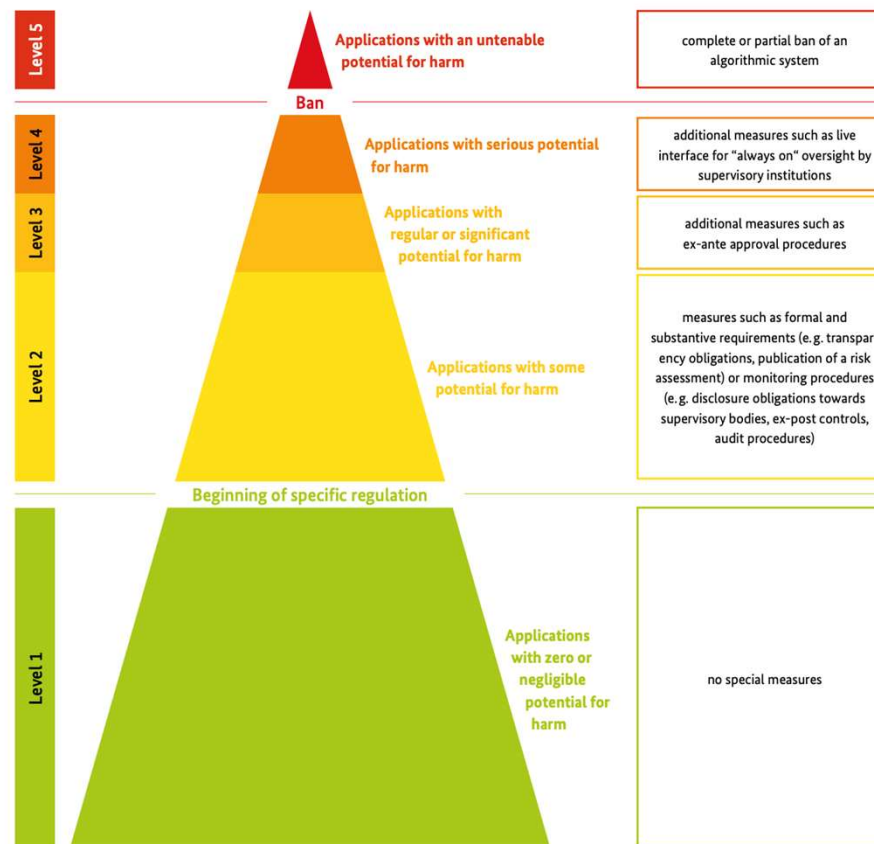 Level 5
Applications with an untenable
potential for harm
complete or partial ban of an
algorithmic system
Ban
Level 4
Applications with serious potential
for harm
additional measures such as live
interface for “always on“ oversight by
supervisory institutions
Level 3
Applications with
regular or significant
potential for harm
additional measures such as
ex-ante approval procedures
Level 2
Applications with some
potential for harm
measures such as formal and
substantive requirements (e. g. transpar
ency obligations, publication of a risk
assessment) or monitoring procedures
(e. g. disclosure obligations towards
supervisory bodies, ex-post controls,
audit procedures)
Beginning of specific regulation
Level 1
Applications
with zero or
negligible
potential for
harm
no special measures